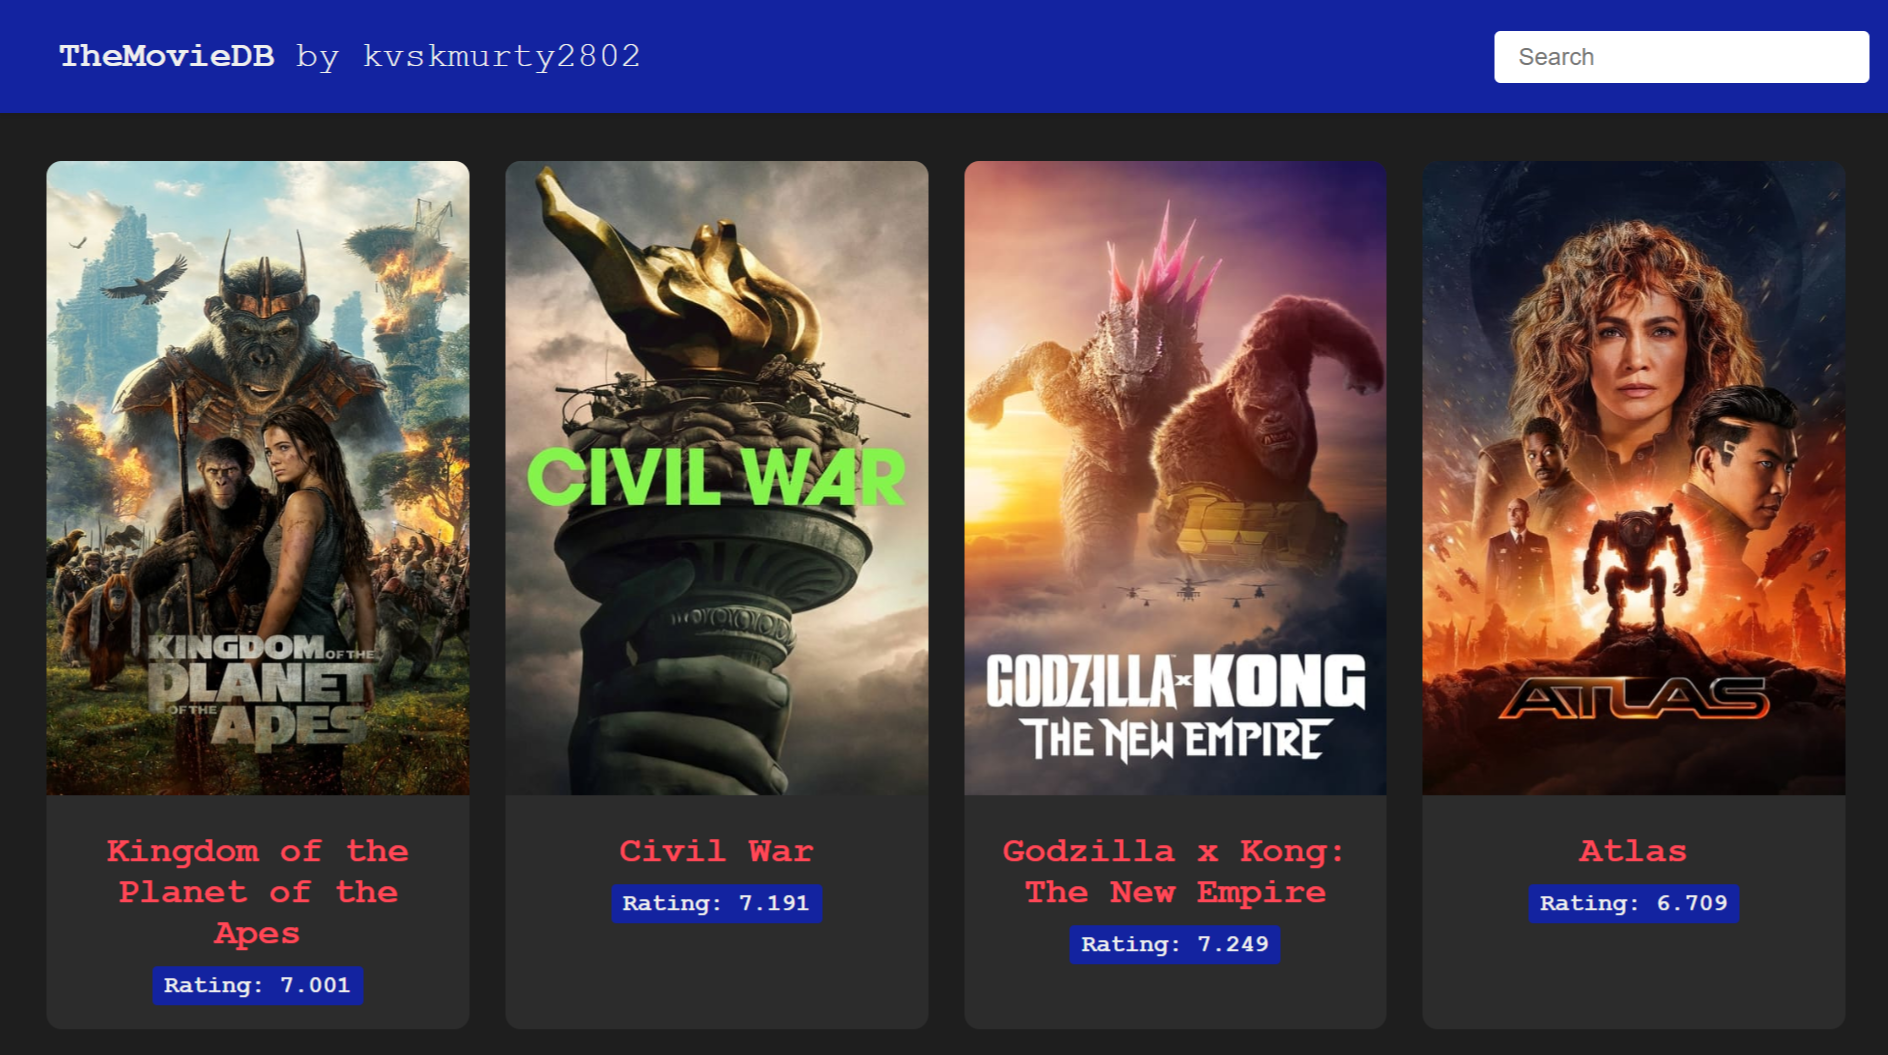 TheMovieDB by kvskmurty2802
Search
KINGDOM OF THE
PLANET
OF THE APES
CIVIL WAR
GODZILLA x KONG
THE NEW EMPIRE
ATLAS
Kingdom of the
Planet of the
Apes
Rating: 7.001
Civil War
Rating: 7.191
Godzilla x Kong:
The New Empire
Rating: 7.249
Atlas
Rating: 6.709